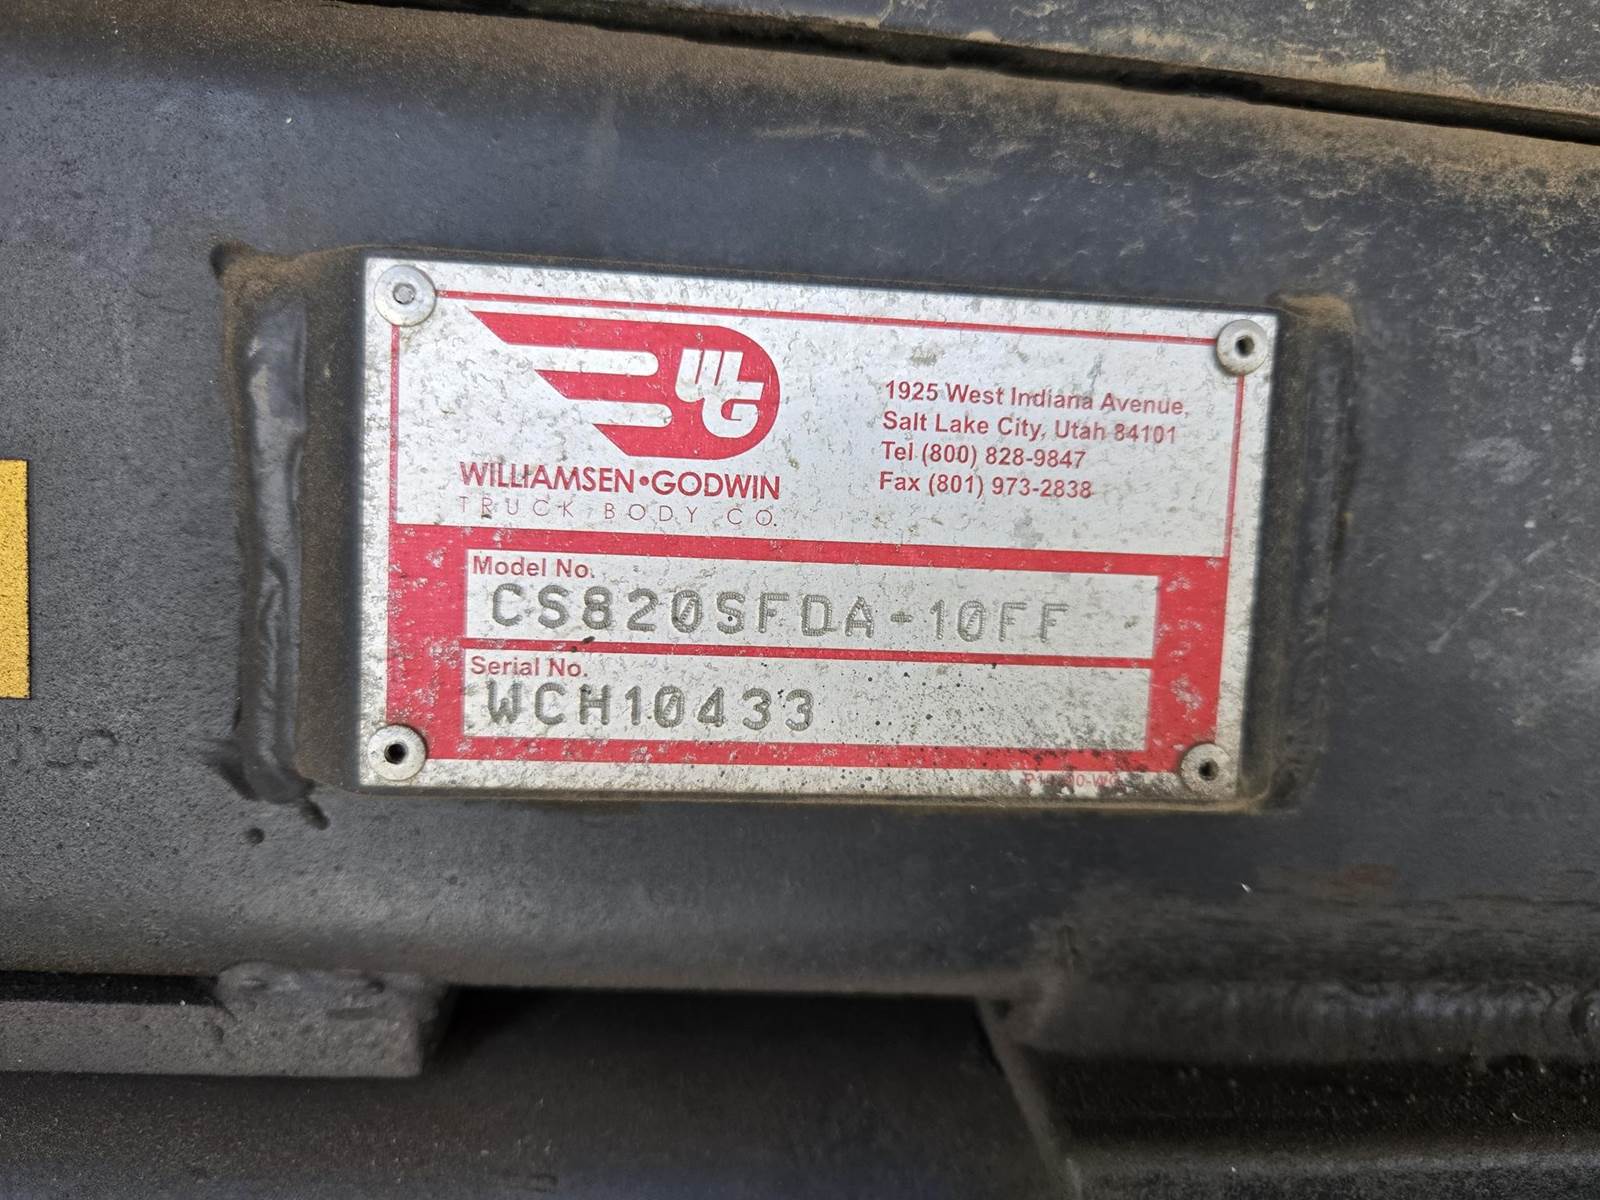 WG
WILLIAMSEN•GODWIN
TRUCK BODY CO.
1925 West Indiana Avenue,
Salt Lake City, Utah 84101
Tel (800) 828-9847
Fax (801) 973-2838
Model No.
CS820SFDA-10FF
Serial No.
WCH10433